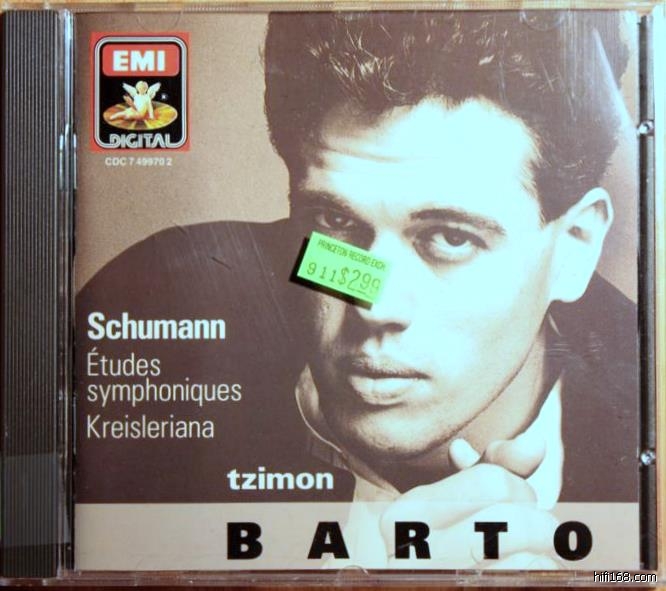 EMI
DIGITAL
CDC 7 49970 2
PRINCETON RECORD EXCH.
911 $2.99
Schumann
Études
symphoniques
Kreisleriana
tzimon
BARTO
hifi168.com